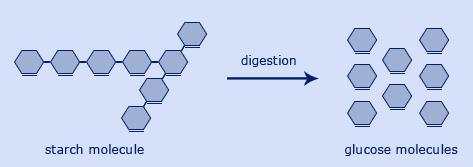 digestion
starch molecule
glucose molecules